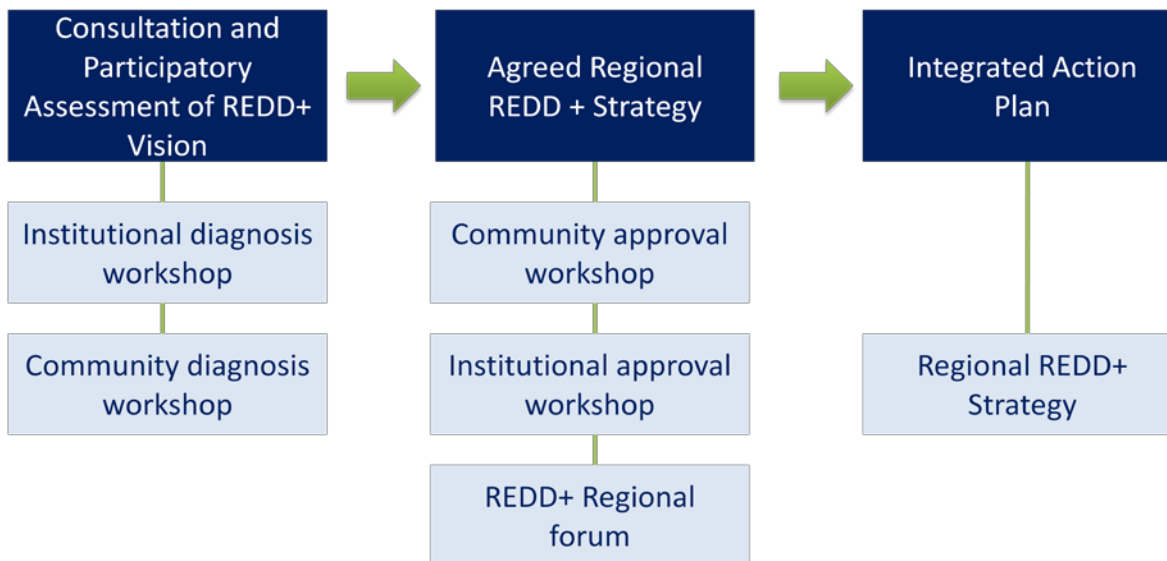 Consultation and
Participatory
Assessment of REDD+
Vision
Institutional diagnosis
workshop
Community diagnosis
workshop
Agreed Regional
REDD + Strategy
Community approval
workshop
Institutional approval
workshop
REDD+ Regional
forum
Integrated Action
Plan
Regional REDD+
Strategy